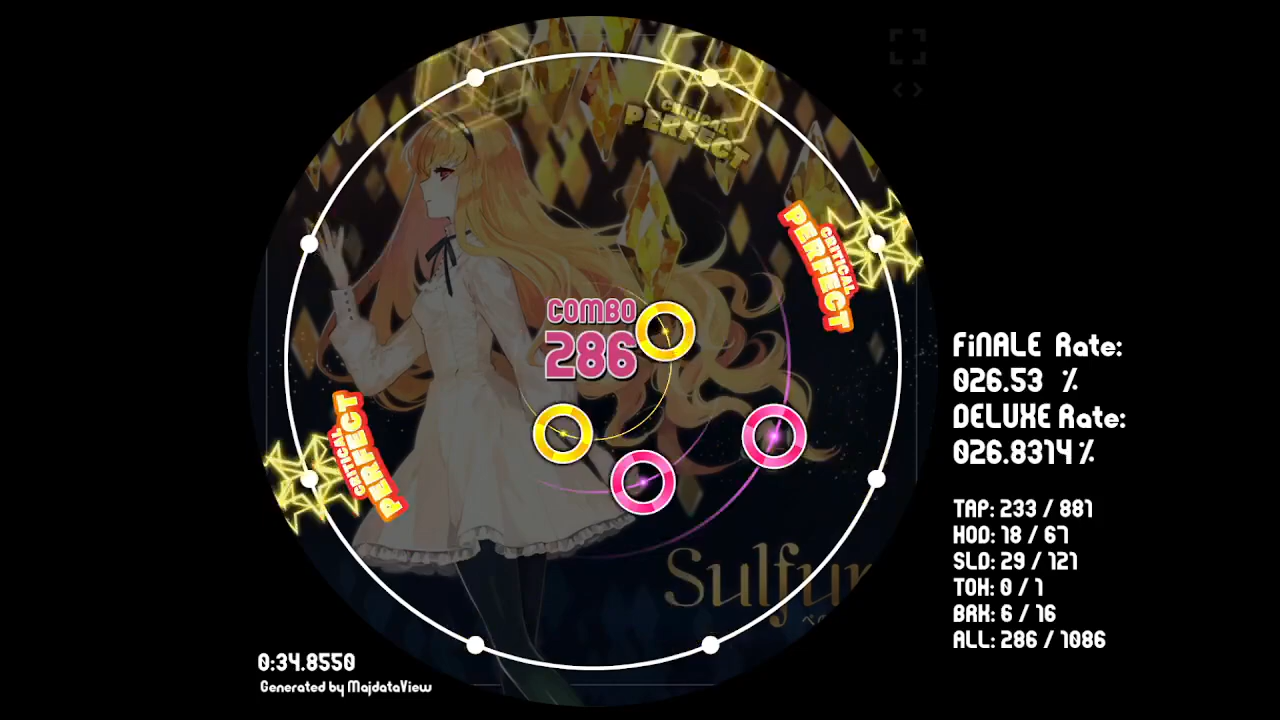 CRITICAL
PERFECT
CRITICAL
PERFECT
COMBO
286
FiNALE Rate:
026.53 %
DELUXE Rate:
026.8314%
CRITICAL
PERFECT
TAP: 233 / 881
HOD: 18 / 67
SLD: 29 / 121
TOH: 0 / 1
BRK: 6 / 16
ALL: 286 / 1086
Sulfur
0:34.8550
Generated by MajdataView